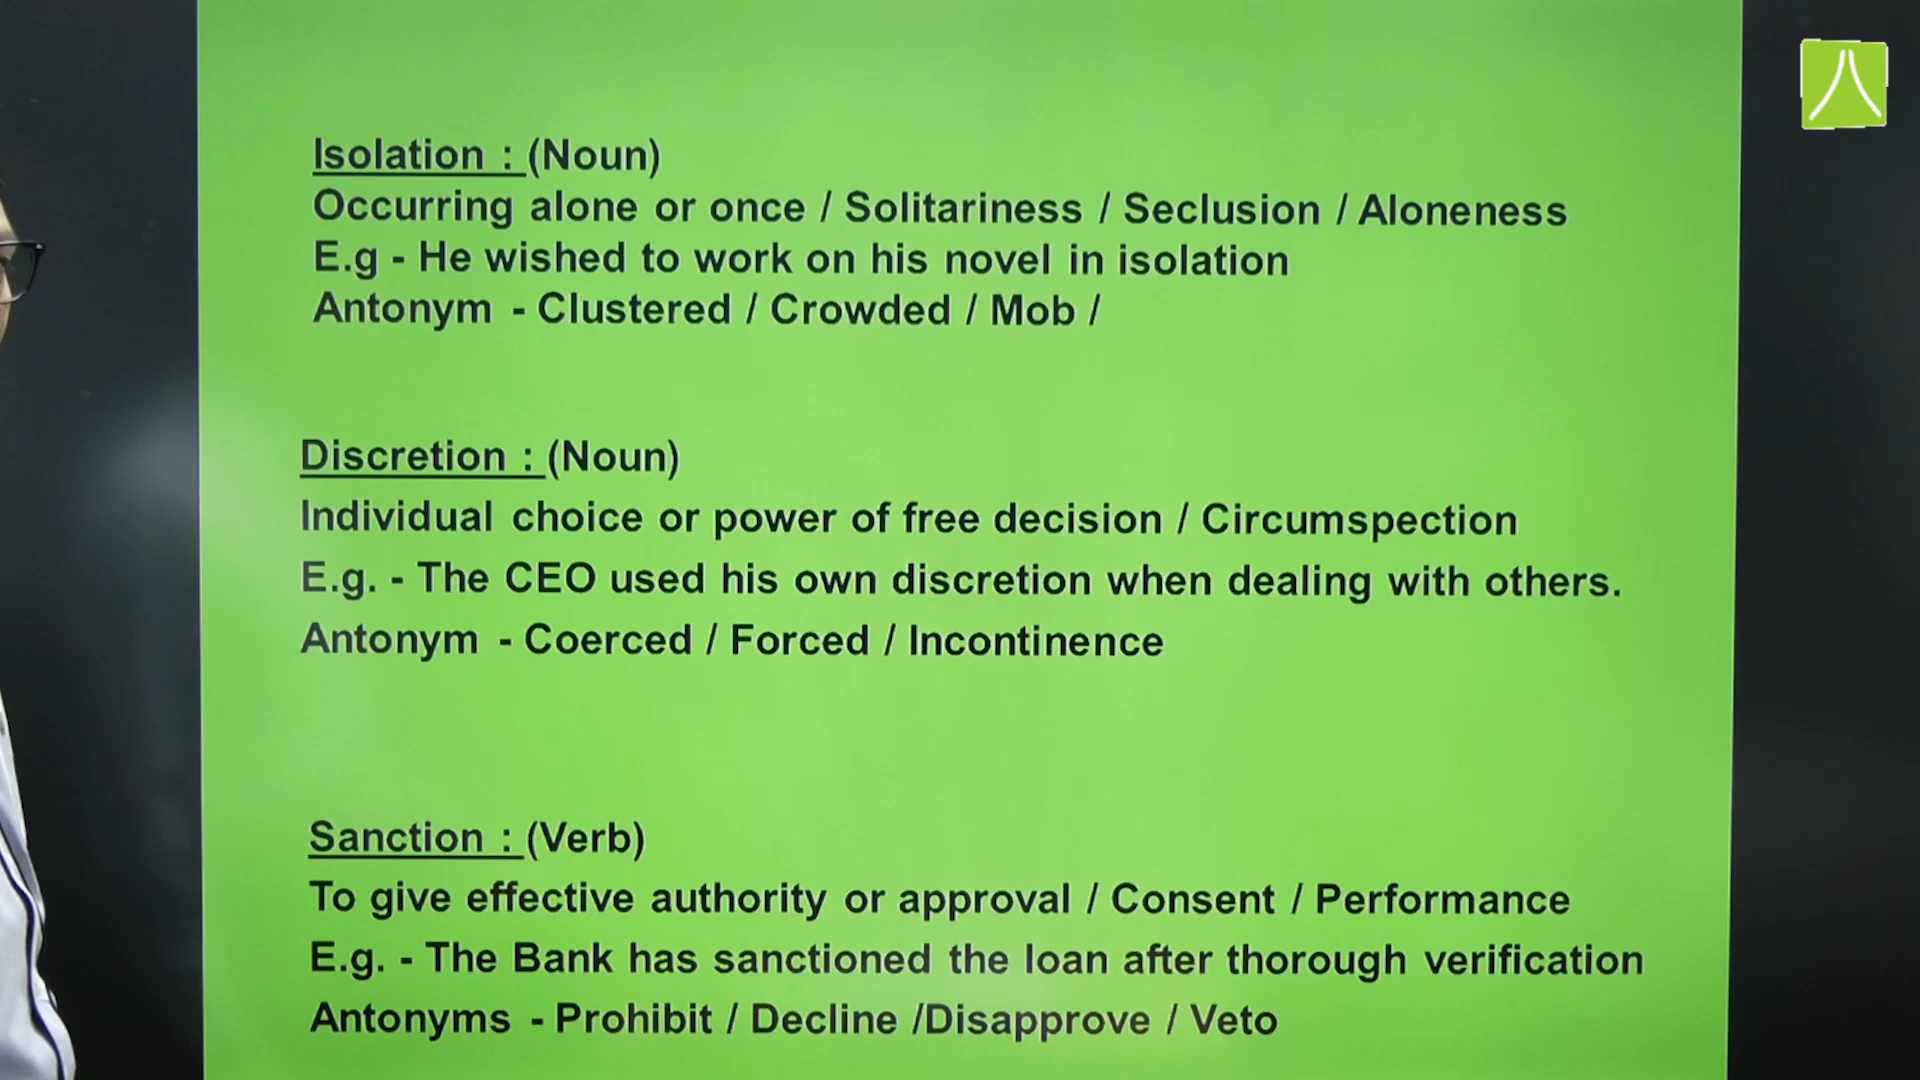 Isolation : (Noun)
Occurring alone or once / Solitariness / Seclusion / Aloneness
E.g - He wished to work on his novel in isolation
Antonym - Clustered / Crowded / Mob /
Discretion : (Noun)
Individual choice or power of free decision / Circumspection
E.g. - The CEO used his own discretion when dealing with others.
Antonym - Coerced / Forced / Incontinence
Sanction : (Verb)
To give effective authority or approval / Consent / Performance
E.g. - The Bank has sanctioned the loan after thorough verification
Antonyms - Prohibit / Decline /Disapprove / Veto